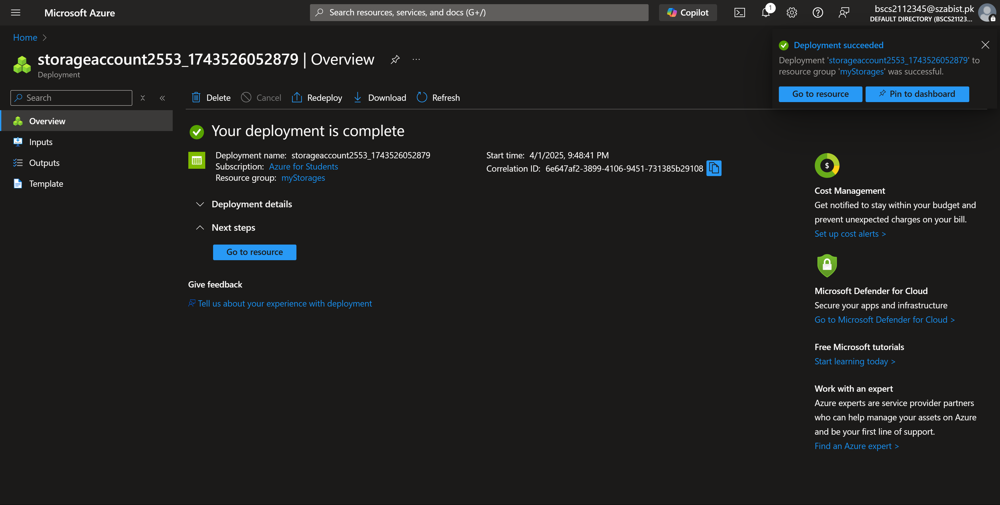 Microsoft Azure
Search resources, services, and docs (G+/)
Copilot
1
bscs2112345@szabist.pk
DEFAULT DIRECTORY (BSCS21123...
Home
storageaccount2553_1743526052879 | Overview
Deployment
Deployment succeeded
Deployment 'storageaccount2553_1743526052879' to
resource group 'myStorages' was successful.
Go to resource
Pin to dashboard
Search
Delete
Cancel
Redeploy
Download
Refresh
Overview
Inputs
Outputs
Template
Your deployment is complete
Deployment name: storageaccount2553_1743526052879
Subscription: Azure for Students
Resource group: myStorages
Start time: 4/1/2025, 9:48:41 PM
Correlation ID: 6e647af2-3899-4106-9451-731385b29108
Deployment details
Next steps
Go to resource
Give feedback
Tell us about your experience with deployment
$
Cost Management
Get notified to stay within your budget and
prevent unexpected charges on your bill.
Set up cost alerts >
Microsoft Defender for Cloud
Secure your apps and infrastructure
Go to Microsoft Defender for Cloud >
Free Microsoft tutorials
Start learning today >
Work with an expert
Azure experts are service provider partners
who can help manage your assets on Azure
and be your first line of support.
Find an Azure expert >